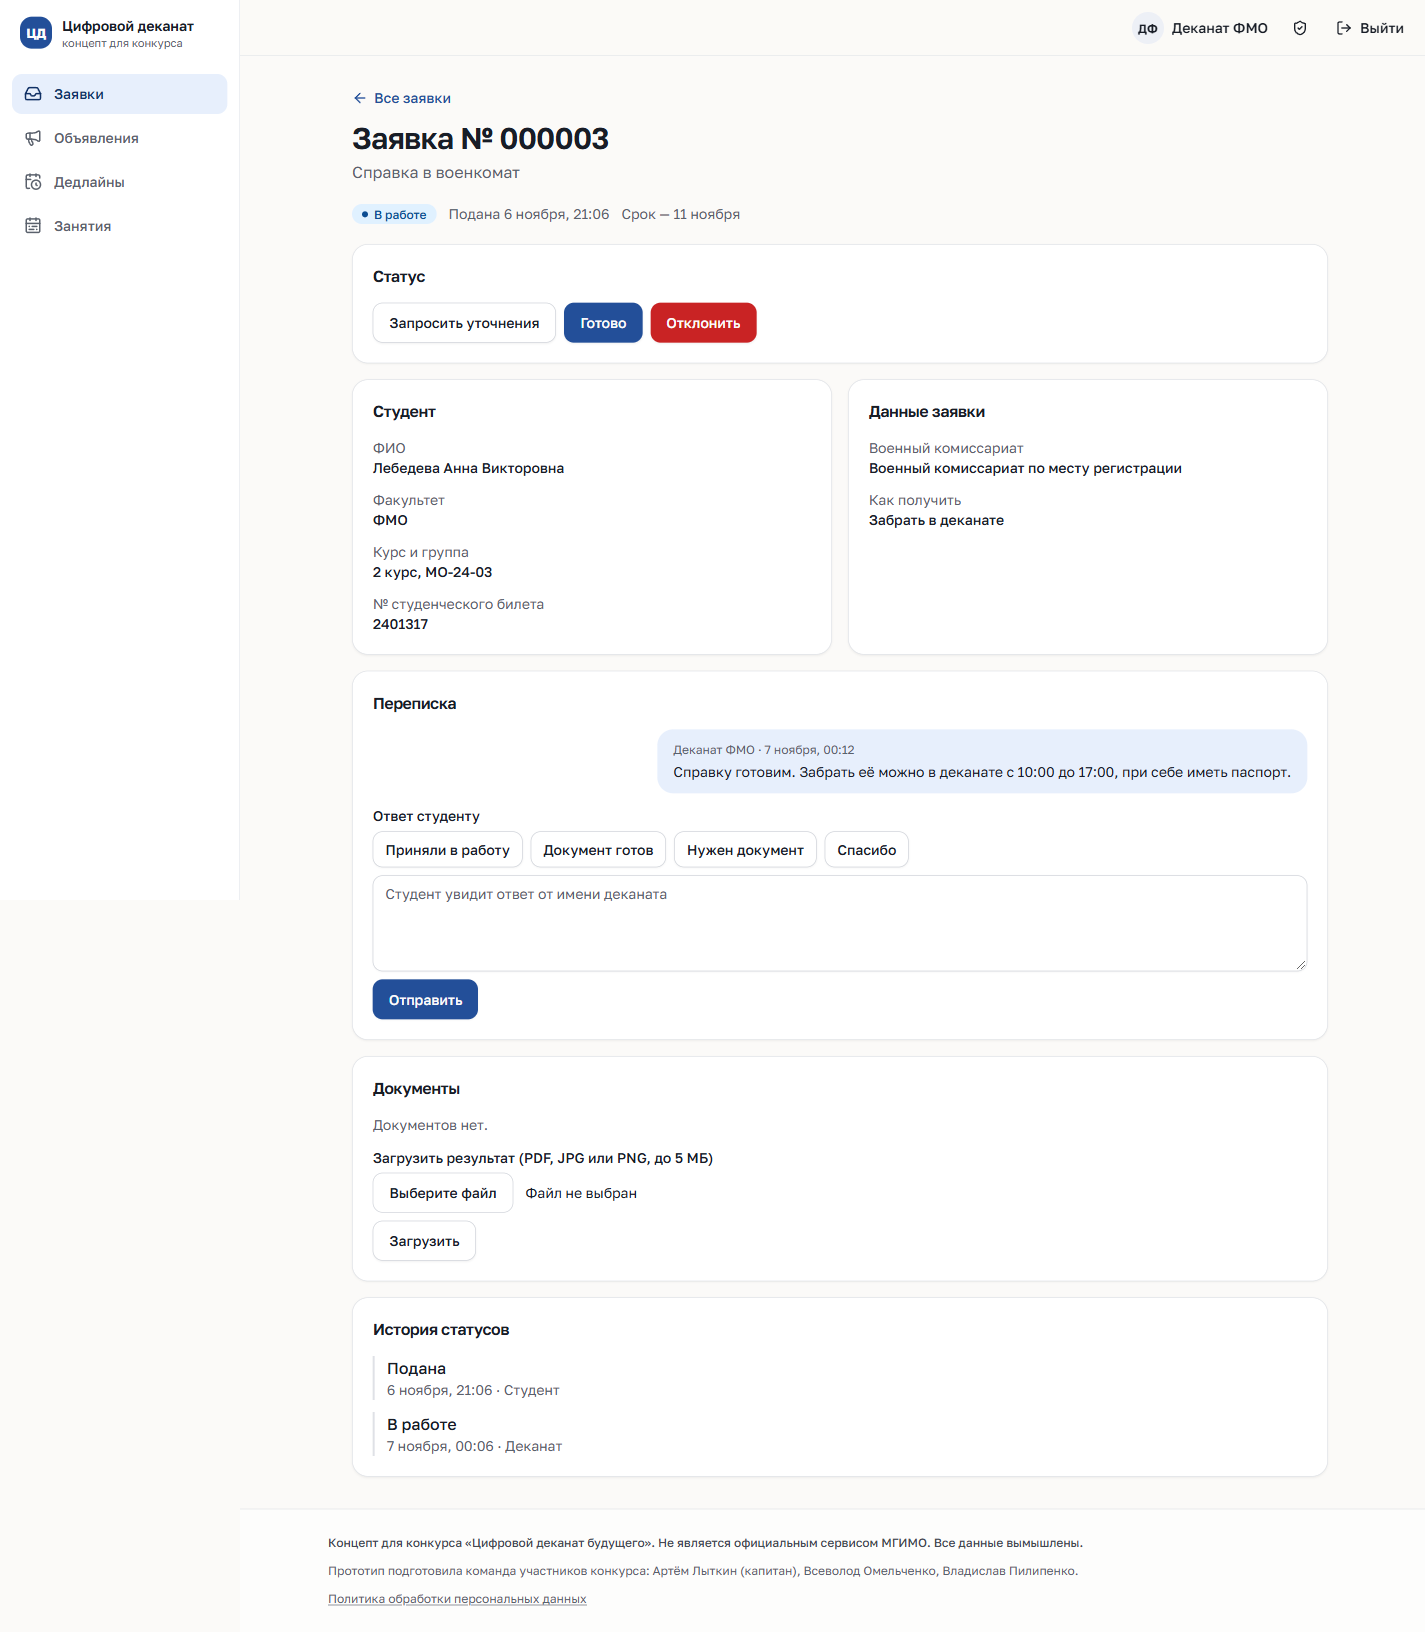 ЦД
Цифровой деканат
концепт для конкурса
Заявки
Объявления
Дедлайны
Занятия
ДФ Деканат ФМО
Выйти
Все заявки
Заявка № 000003
Справка в военкомат
В работе Подана 6 ноября, 21:06 Срок — 11 ноября
Статус
Запросить уточнения Готово Отклонить
Студент
ФИО
Лебедева Анна Викторовна
Факультет
ФМО
Курс и группа
2 курс, МО-24-03
№ студенческого билета
2401317
Данные заявки
Военный комиссариат
Военный комиссариат по месту регистрации
Как получить
Забрать в деканате
Переписка
Деканат ФМО · 7 ноября, 00:12
Справку готовим. Забрать её можно в деканате с 10:00 до 17:00, при себе иметь паспорт.
Ответ студенту
Приняли в работу Документ готов Нужен документ Спасибо
Студент увидит ответ от имени деканата
Отправить
Документы
Документов нет.
Загрузить результат (PDF, JPG или PNG, до 5 МБ)
Выберите файл Файл не выбран
Загрузить
История статусов
Подана
6 ноября, 21:06 · Студент
В работе
7 ноября, 00:06 · Деканат
Концепт для конкурса «Цифровой деканат будущего». Не является официальным сервисом МГИМО. Все данные вымышлены.
Прототип подготовила команда участников конкурса: Артём Лыткин (капитан), Всеволод Омельченко, Владислав Пилипенко.
Политика обработки персональных данных